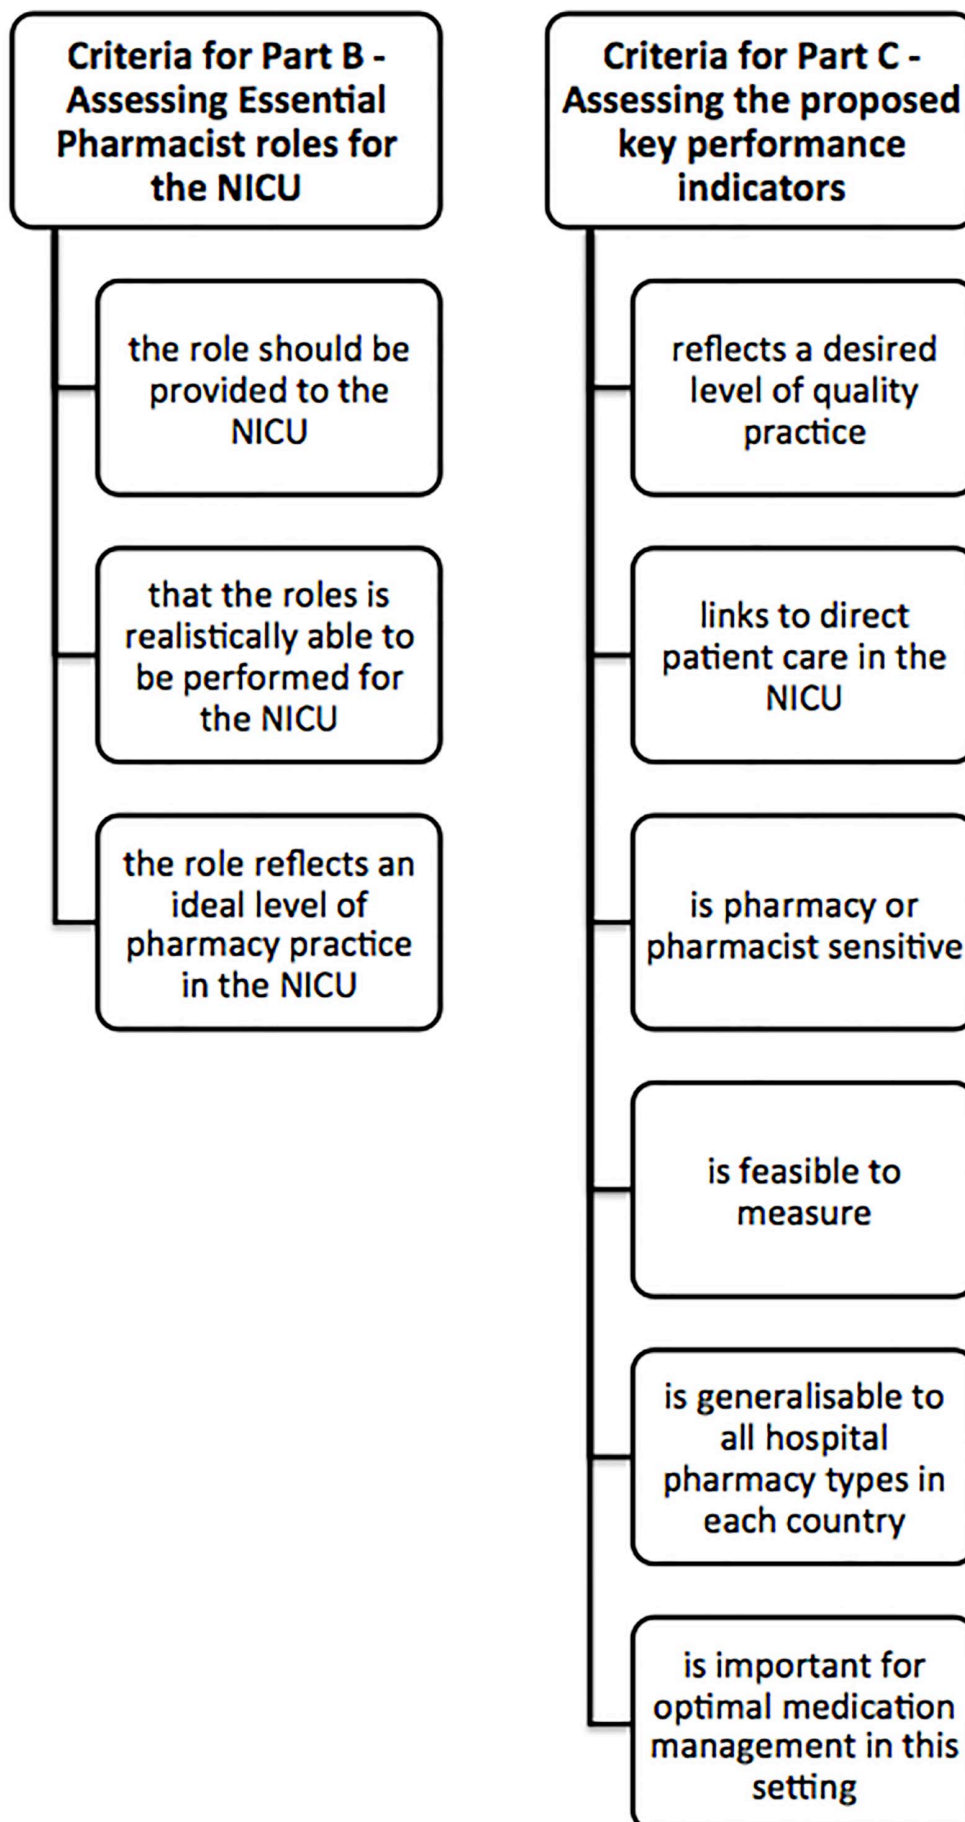 Criteria for Part B -
Assessing Essential
Pharmacist roles for
the NICU
the role should be
provided to the
NICU
that the roles is
realistically able to
be performed for
the NICU
the role reflects an
ideal level of
pharmacy practice
in the NICU
Criteria for Part C -
Assessing the proposed
key performance
indicators
reflects a desired
level of quality
practice
links to direct
patient care in the
NICU
is pharmacy or
pharmacist sensitive
is feasible to
measure
is generalisable to
all hospital
pharmacy types in
each country
is important for
optimal medication
management in this
setting